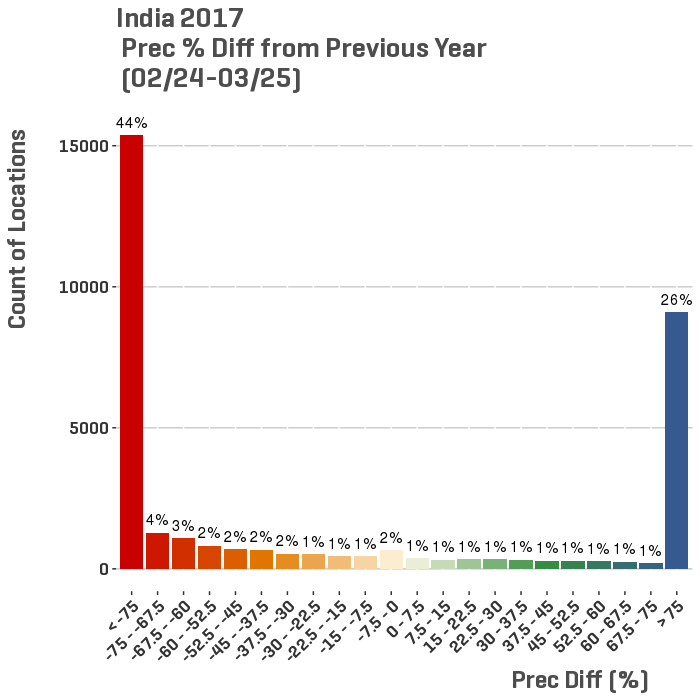 India 2017
Prec % Diff from Previous Year
(02/24-03/25)
Count of Locations
15000
10000
5000
0
44%
4%
3%
2%
2%
2%
2%
1%
1%
1%
2%
1%
1%
1%
1%
1%
1%
1%
1%
1%
1%
26%
< -75
-75 - -67.5
-67.5 - -60
-60 - -52.5
-52.5 - -45
-45 - -37.5
-37.5 - -30
-30 - -22.5
-22.5 - -15
-15 - -7.5
-7.5 - 0
0 - 7.5
7.5 - 15
15 - 22.5
22.5 - 30
30 - 37.5
37.5 - 45
45 - 52.5
52.5 - 60
60 - 67.5
67.5 - 75
> 75
Prec Diff (%)